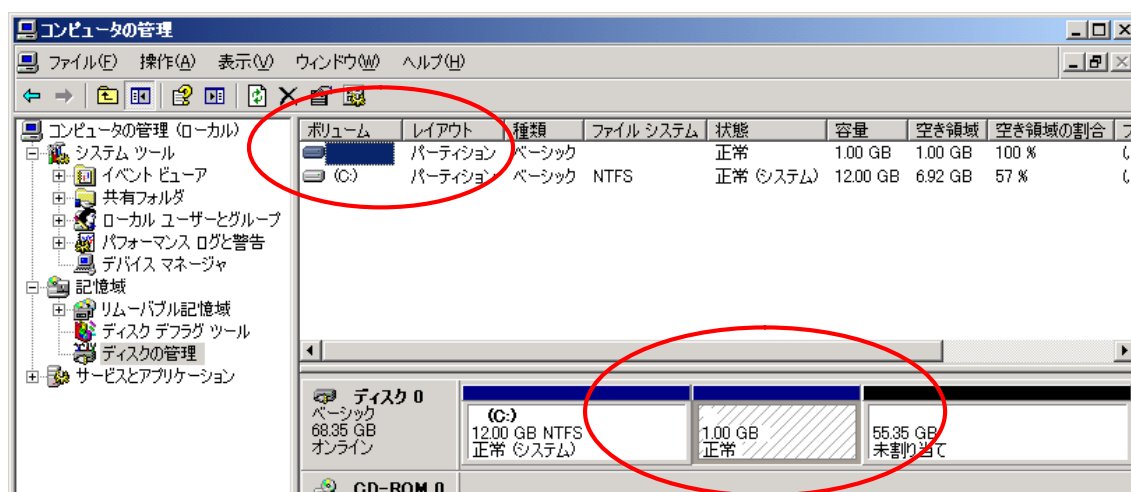 コンピュータの管理
ファイル(F) 操作(A) 表示(V) ウィンドウ(W) ヘルプ(H)
コンピュータの管理 (ローカル)
システム ツール
イベント ビューア
共有フォルダ
ローカル ユーザーとグループ
パフォーマンス ログと警告
デバイス マネージャ
記憶域
リムーバブル記憶域
ディスク デフラグ ツール
ディスクの管理
サービスとアプリケーション
ボリューム レイアウト 種類 ファイル システム 状態 容量 空き領域 空き領域の割合 フ
パーティション ベーシック 正常 1.00 GB 1.00 GB 100 %
(C:) パーティション ベーシック NTFS 正常 (システム) 12.00 GB 6.92 GB 57 %
ディスク 0
ベーシック
68.35 GB
オンライン
(C:)
12.00 GB NTFS
正常 (システム)
1.00 GB
正常
55.35 GB
未割り当て
CD-ROM 0